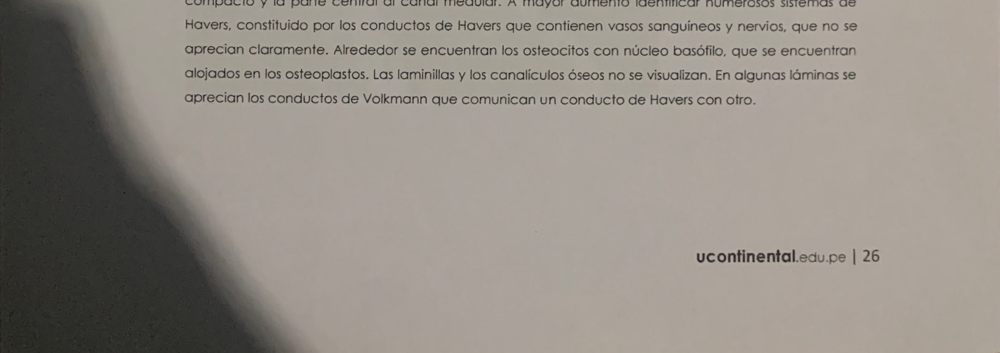 compacto y la parte central al canal medular. A mayor aumento identificar numerosos sistemas de
Havers, constituido por los conductos de Havers que contienen vasos sanguíneos y nervios, que no se
aprecian claramente. Alrededor se encuentran los osteocitos con núcleo basófilo, que se encuentran
alojados en los osteoplastos. Las laminillas y los canalículos óseos no se visualizan. En algunas láminas se
aprecian los conductos de Volkmann que comunican un conducto de Havers con otro.
ucontinental.edu.pe | 26